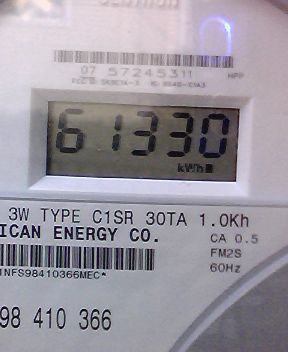 07 57245311 HPP
61330
kWh
3W TYPE C1SR 30TA 1.0Kh
ICAN ENERGY CO.
CA 0.5
FM2S
60Hz
INFS98410366MEC*
98 410 366